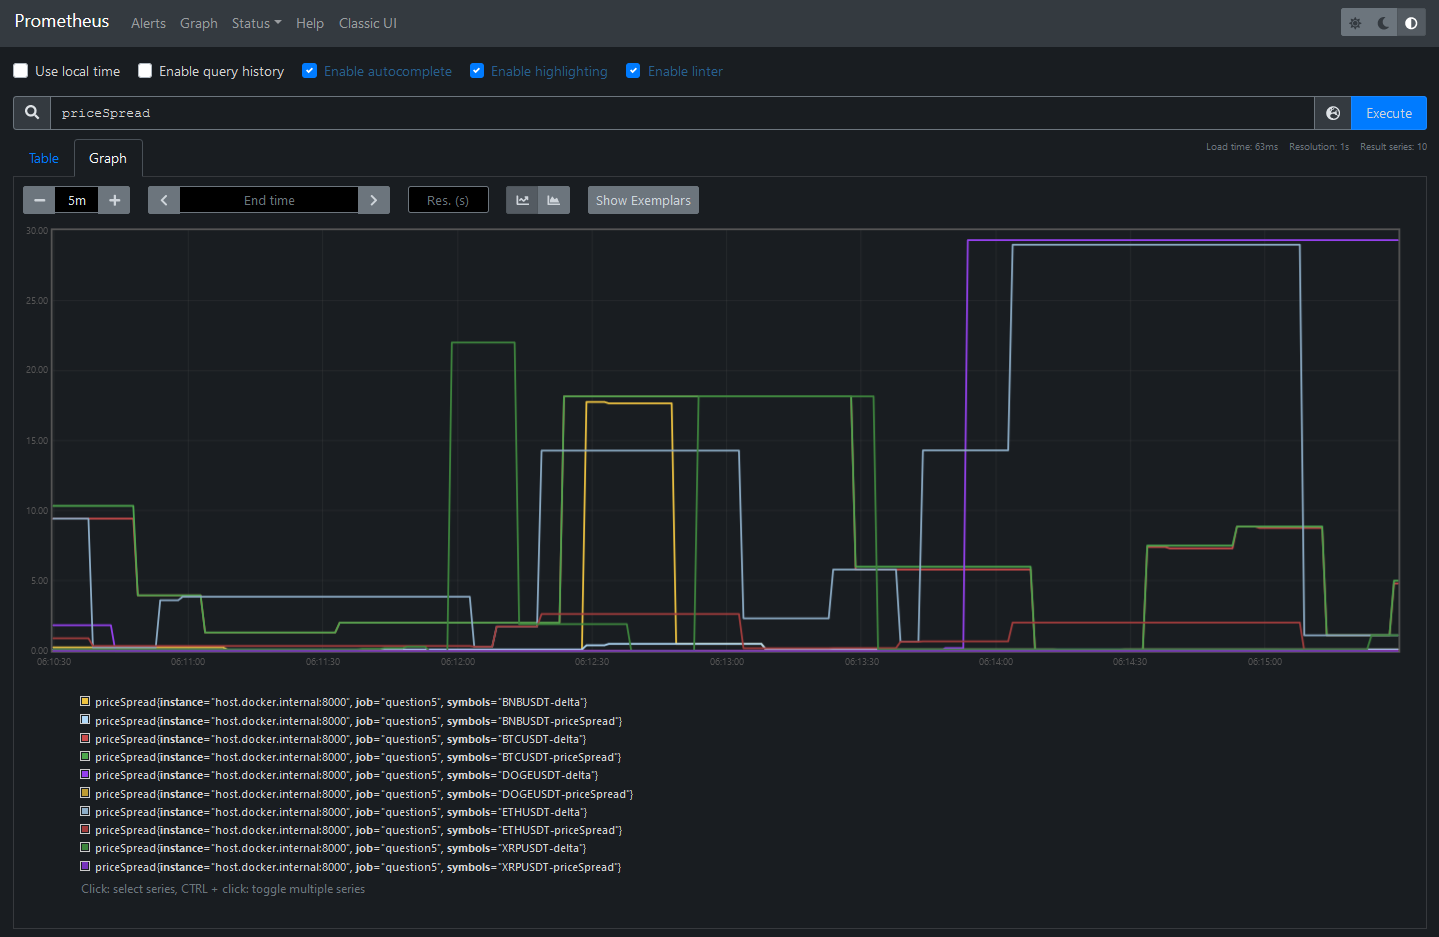 Prometheus Alerts Graph Status Help Classic UI
Use local time Enable query history Enable autocomplete Enable highlighting Enable linter
priceSpread Execute
Load time: 63ms Resolution: 1s Result series: 10
Table Graph
5m End time Res. (s) Show Exemplars
30.00
25.00
20.00
15.00
10.00
5.00
0.00
06:10:30 06:11:00 06:11:30 06:12:00 06:12:30 06:13:00 06:13:30 06:14:00 06:14:30 06:15:00
priceSpread{instance="host.docker.internal:8000", job="question5", symbols="BNBUSDT-delta"}
priceSpread{instance="host.docker.internal:8000", job="question5", symbols="BNBUSDT-priceSpread"}
priceSpread{instance="host.docker.internal:8000", job="question5", symbols="BTCUSDT-delta"}
priceSpread{instance="host.docker.internal:8000", job="question5", symbols="BTCUSDT-priceSpread"}
priceSpread{instance="host.docker.internal:8000", job="question5", symbols="DOGEUSDT-delta"}
priceSpread{instance="host.docker.internal:8000", job="question5", symbols="DOGEUSDT-priceSpread"}
priceSpread{instance="host.docker.internal:8000", job="question5", symbols="ETHUSDT-delta"}
priceSpread{instance="host.docker.internal:8000", job="question5", symbols="ETHUSDT-priceSpread"}
priceSpread{instance="host.docker.internal:8000", job="question5", symbols="XRPUSDT-delta"}
priceSpread{instance="host.docker.internal:8000", job="question5", symbols="XRPUSDT-priceSpread"}
Click: select series, CTRL + click: toggle multiple series